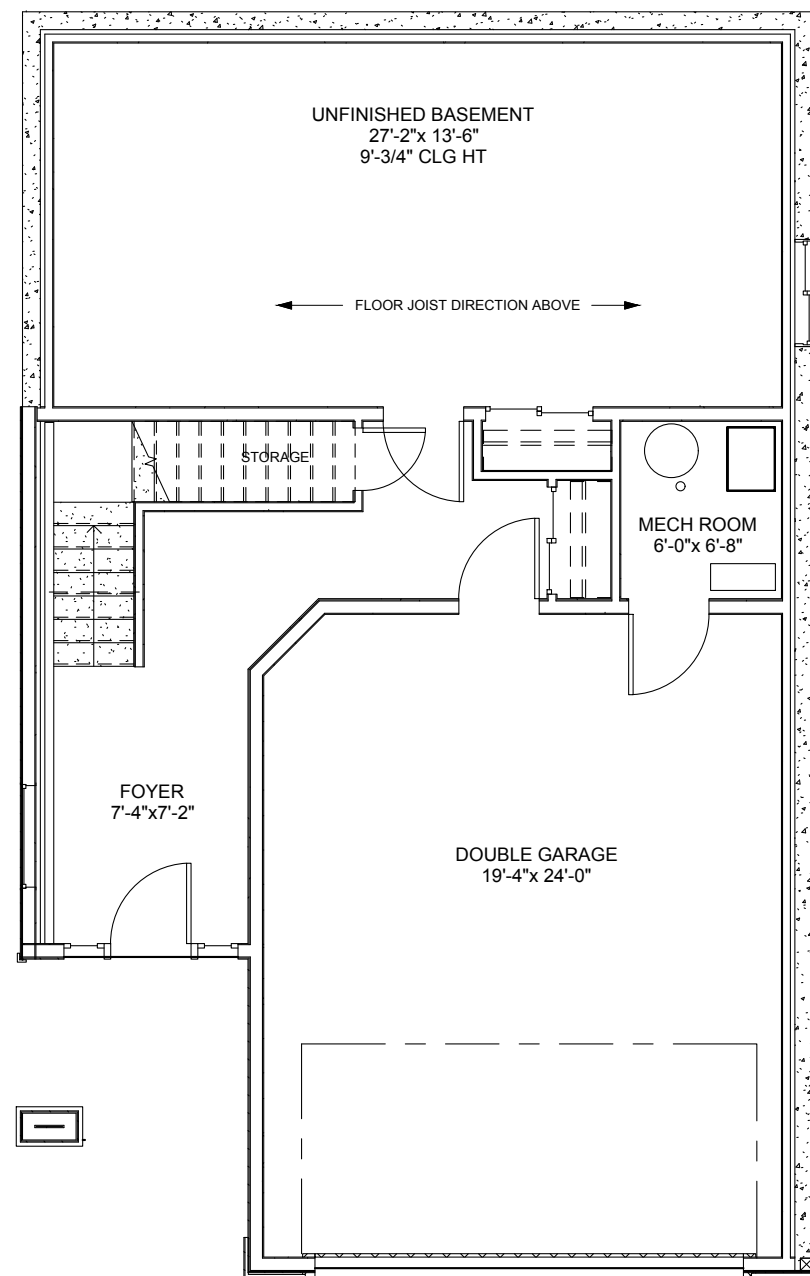 UNFINISHED BASEMENT
27'-2"x 13'-6"
9'-3/4" CLG HT
FLOOR JOIST DIRECTION ABOVE
STORAGE
MECH ROOM
6'-0"x 6'-8"
FOYER
7'-4"x7'-2"
DOUBLE GARAGE
19'-4"x 24'-0"